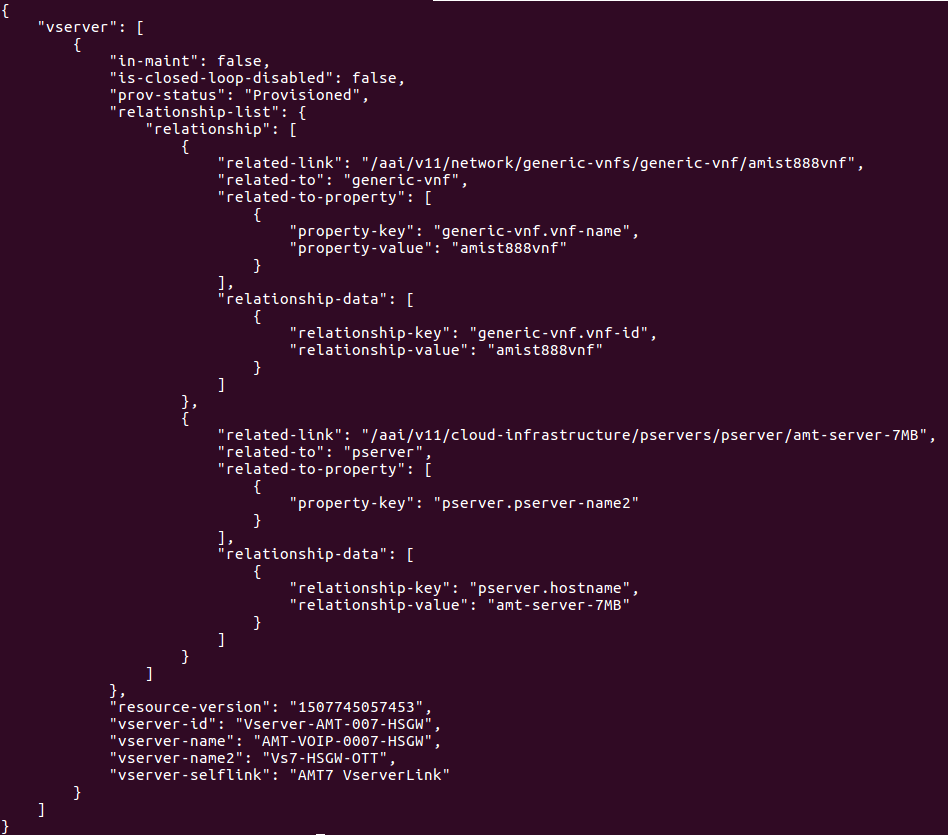 {
    "vserver": [
        {
            "in-maint": false,
            "is-closed-loop-disabled": false,
            "prov-status": "Provisioned",
            "relationship-list": {
                "relationship": [
                    {
                        "related-link": "/aai/v11/network/generic-vnfs/generic-vnf/amist888vnf",
                        "related-to": "generic-vnf",
                        "related-to-property": [
                            {
                                "property-key": "generic-vnf.vnf-name",
                                "property-value": "amist888vnf"
                            }
                        ],
                        "relationship-data": [
                            {
                                "relationship-key": "generic-vnf.vnf-id",
                                "relationship-value": "amist888vnf"
                            }
                        ]
                    },
                    {
                        "related-link": "/aai/v11/cloud-infrastructure/pservers/pserver/amt-server-7MB",
                        "related-to": "pserver",
                        "related-to-property": [
                            {
                                "property-key": "pserver.pserver-name2"
                            }
                        ],
                        "relationship-data": [
                            {
                                "relationship-key": "pserver.hostname",
                                "relationship-value": "amt-server-7MB"
                            }
                        ]
                    }
                ]
            },
            "resource-version": "1507745057453",
            "vserver-id": "Vserver-AMT-007-HSGW",
            "vserver-name": "AMT-VOIP-0007-HSGW",
            "vserver-name2": "Vs7-HSGW-OTT",
            "vserver-selflink": "AMT7 VserverLink"
        }
    ]
}